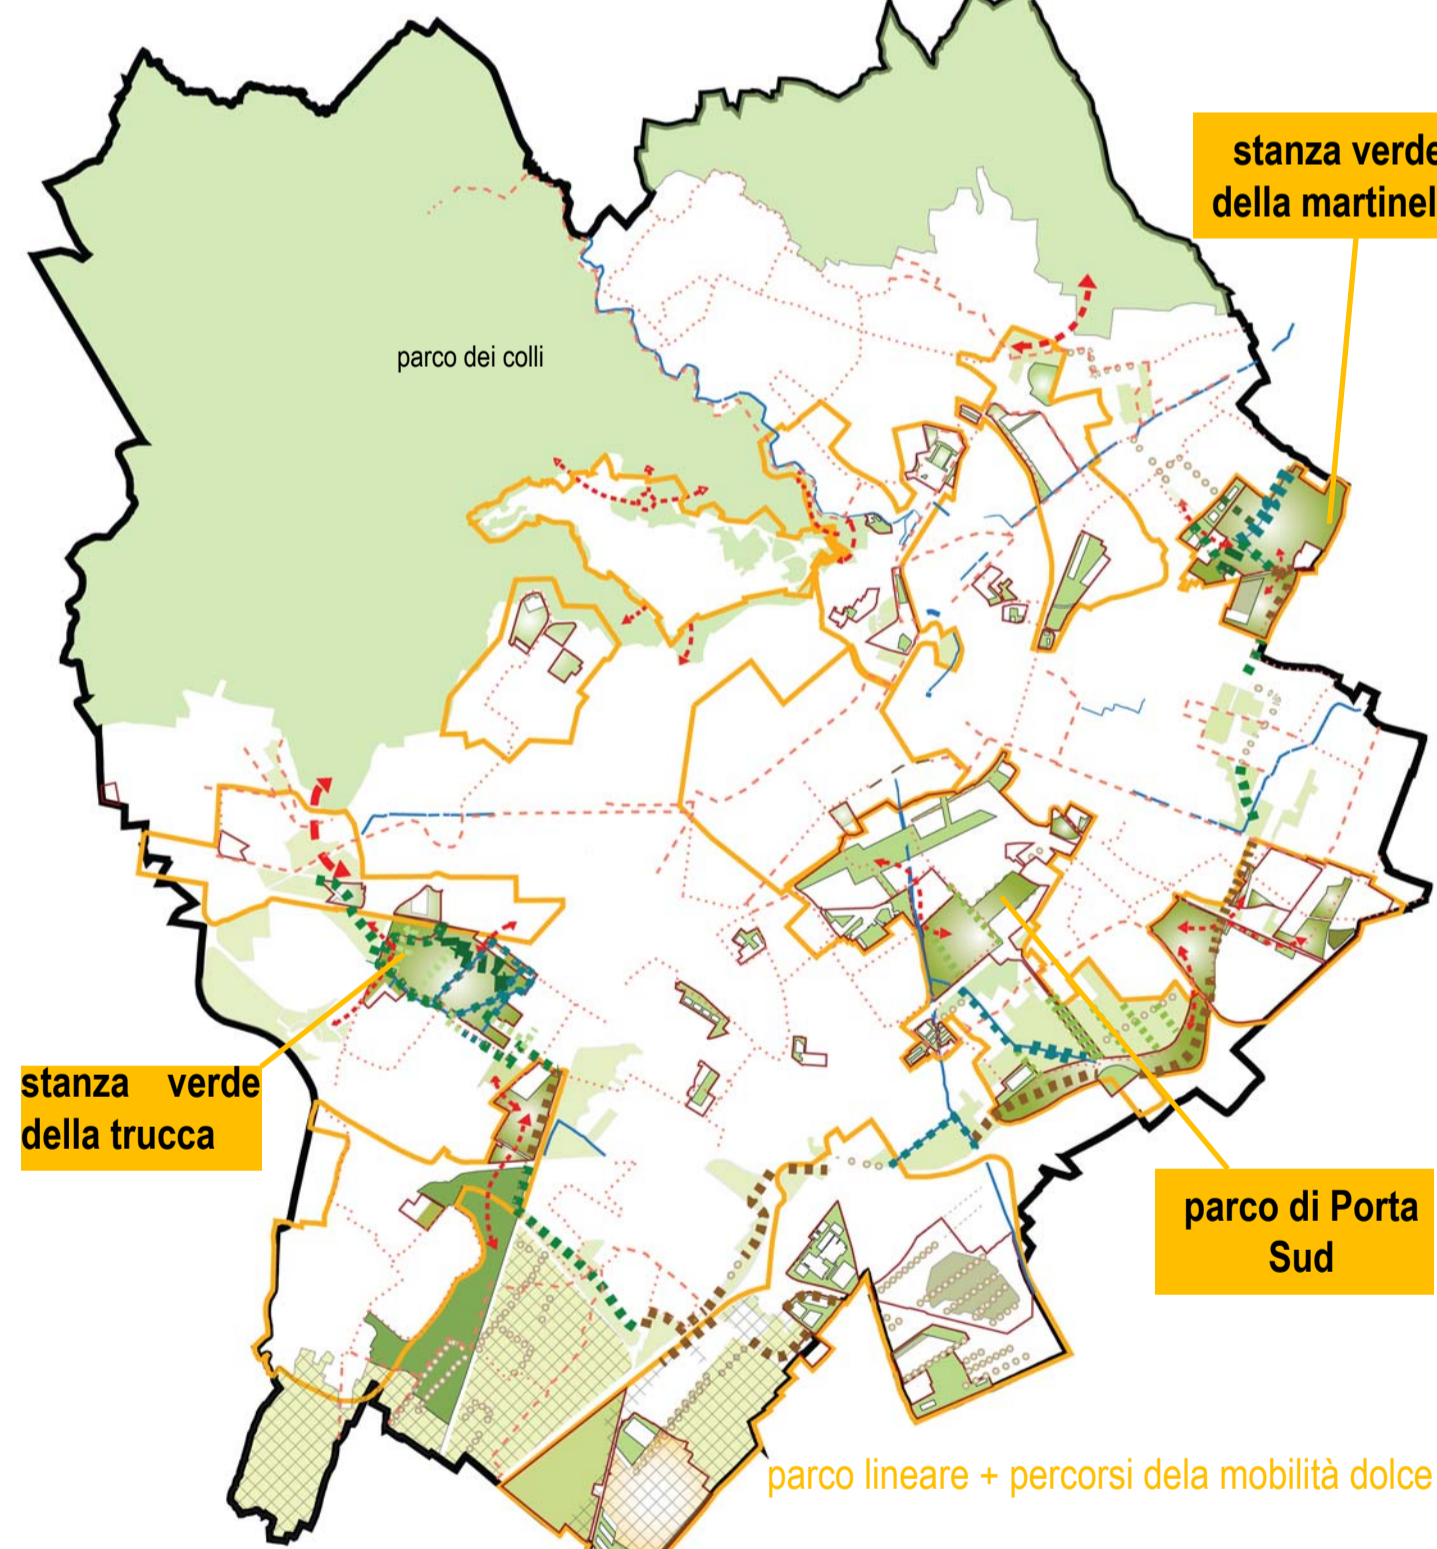 stanza verde
della martinel
parco dei colli
stanza verde
della trucca
parco di Porta
Sud
parco lineare + percorsi dela mobilità dolce